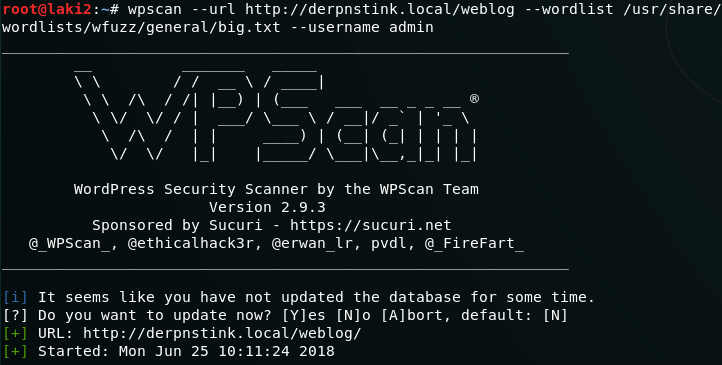 root@laki2:~# wpscan --url http://derpnstink.local/weblog --wordlist /usr/share/
wordlists/wfuzz/general/big.txt --username admin
WPScan ®
WordPress Security Scanner by the WPScan Team
Version 2.9.3
Sponsored by Sucuri - https://sucuri.net
@_WPScan_, @ethicalhack3r, @erwan_lr, pvdl, @_FireFart_
[i] It seems like you have not updated the database for some time.
[?] Do you want to update now? [Y]es [N]o [A]bort, default: [N]
[+] URL: http://derpnstink.local/weblog/
[+] Started: Mon Jun 25 10:11:24 2018